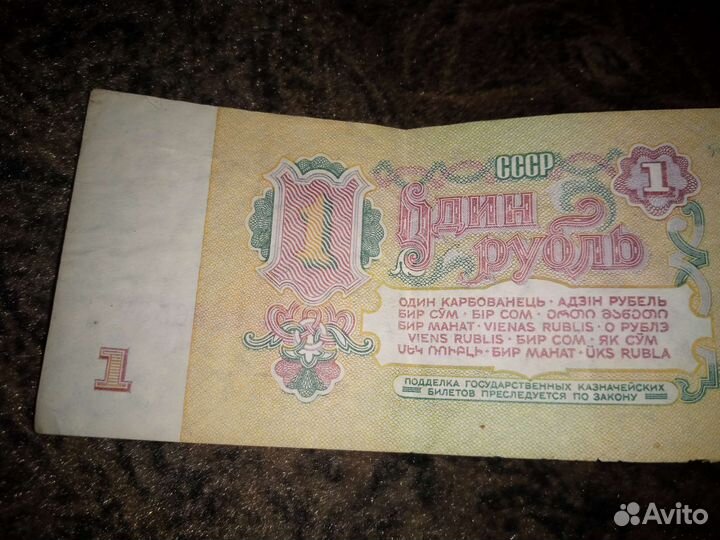 СССР
1
1
Один
рубль
ОДИН КАРБОВАНЕЦЬ · АДЗІН РУБЕЛЬ
БИР СЎМ · БІР СОМ · ᲔᲠᲗᲘ ᲛᲐᲜᲔᲗᲘ
БИР МАНАТ · VIENAS RUBLIS · О РУБЛЭ
VIENS RUBLIS · БИР СОМ · ЯК СӮМ
ՄԵԿ ՌՈՒԲԼԻ · БИР МАНАТ · ÜKS RUBLA
1
ПОДДЕЛКА ГОСУДАРСТВЕННЫХ КАЗНАЧЕЙСКИХ
БИЛЕТОВ ПРЕСЛЕДУЕТСЯ ПО ЗАКОНУ
Avito